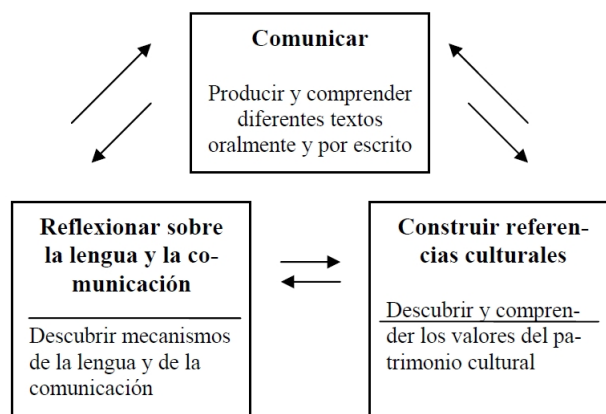 Comunicar
Producir y comprender
diferentes textos
oralmente y por escrito
Reflexionar sobre
la lengua y la co-
municación
Descubrir mecanismos
de la lengua y de la
comunicación
Construir referen-
cias culturales
Descubrir y compren-
der los valores del pa-
trimonio cultural